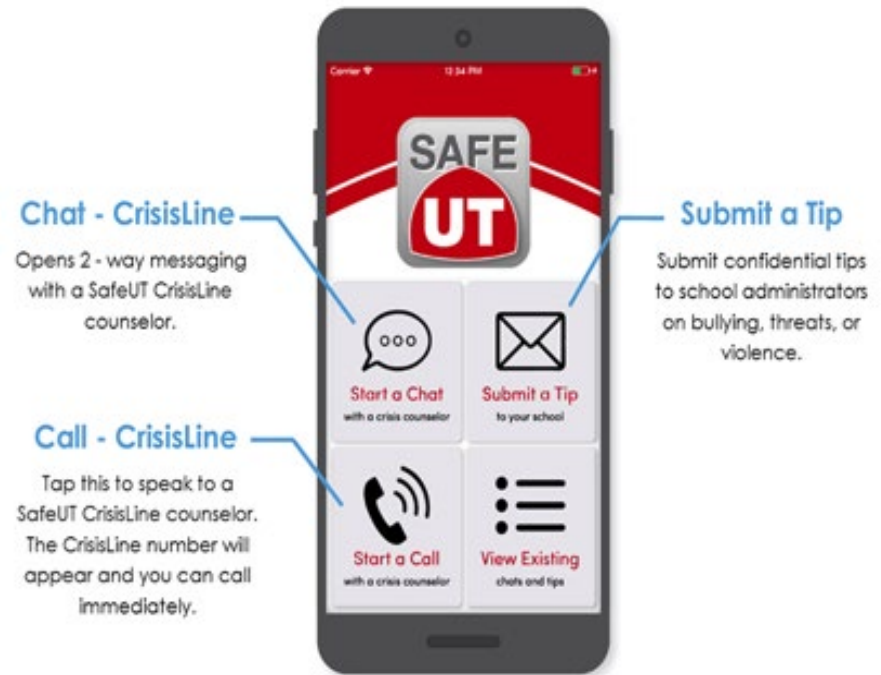 Carrier
12:34 PM
SAFE
UT
Chat - CrisisLine
Opens 2 - way messaging
with a SafeUT CrisisLine
counselor.
Call - CrisisLine
Tap this to speak to a
SafeUT CrisisLine counselor.
The CrisisLine number will
appear and you can call
immediately.
Start a Chat
with a crisis counselor
Submit a Tip
to your school
Start a Call
with a crisis counselor
View Existing
chats and tips
Submit a Tip
Submit confidential tips
to school administrators
on bullying, threats, or
violence.